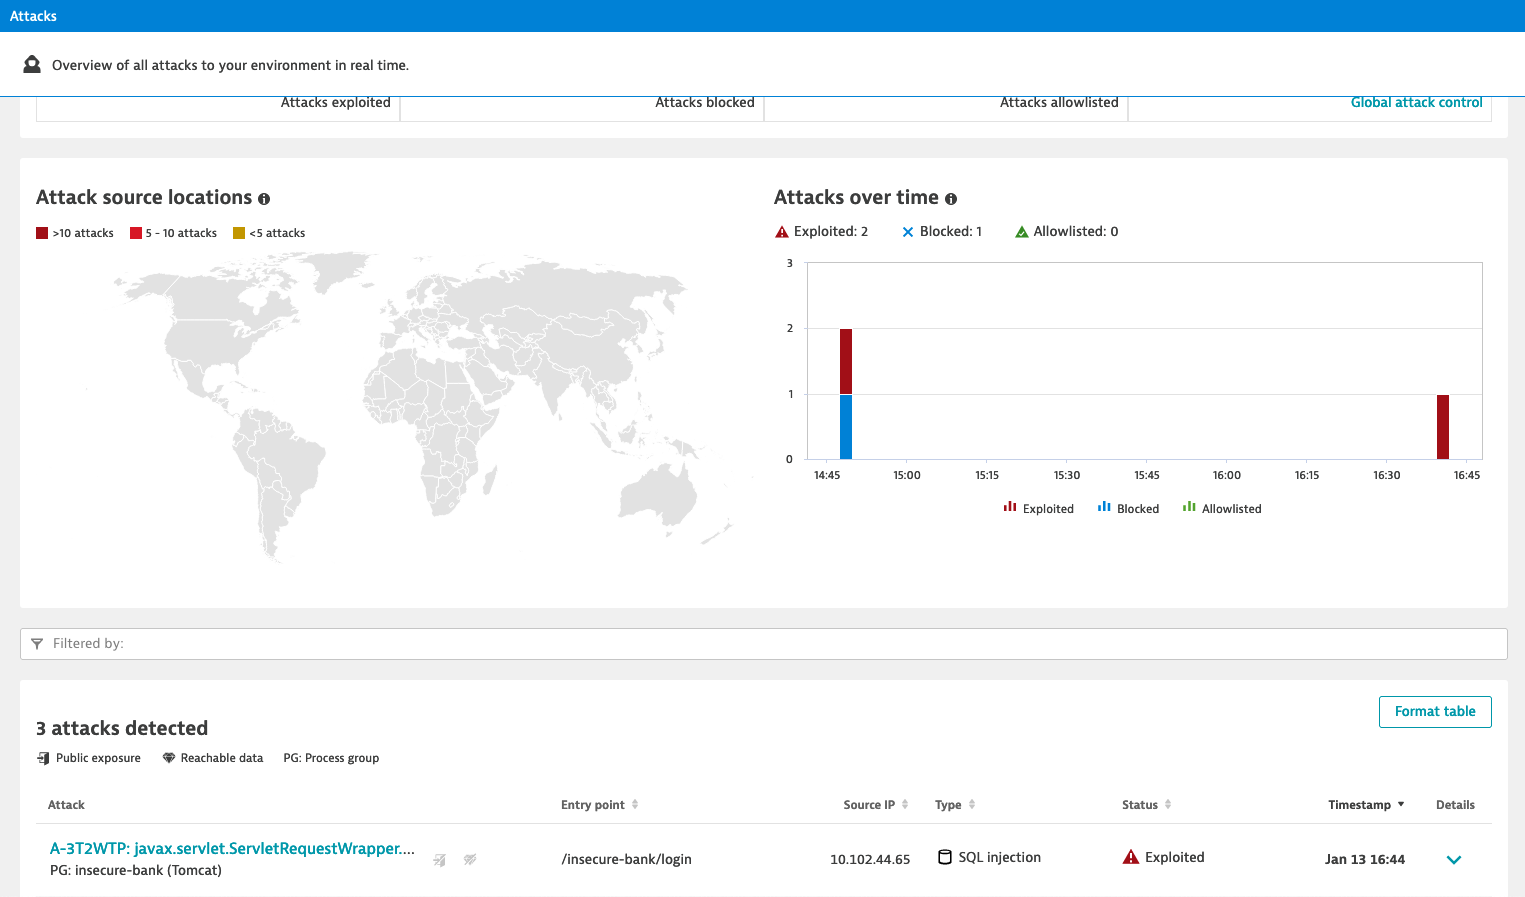 Attacks
Overview of all attacks to your environment in real time.
Attacks exploited Attacks blocked Attacks allowlisted Global attack control
Attack source locations
>10 attacks 5 - 10 attacks <5 attacks
Attacks over time
Exploited: 2 Blocked: 1 Allowlisted: 0
3
2
1
0
14:45 15:00 15:15 15:30 15:45 16:00 16:15 16:30 16:45
Exploited Blocked Allowlisted
Filtered by:
3 attacks detected
Format table
Public exposure Reachable data PG: Process group
Attack Entry point Source IP Type Status Timestamp Details
A-3T2WTP: javax.servlet.ServletRequestWrapper....
PG: insecure-bank (Tomcat)
/insecure-bank/login 10.102.44.65 SQL injection Exploited Jan 13 16:44